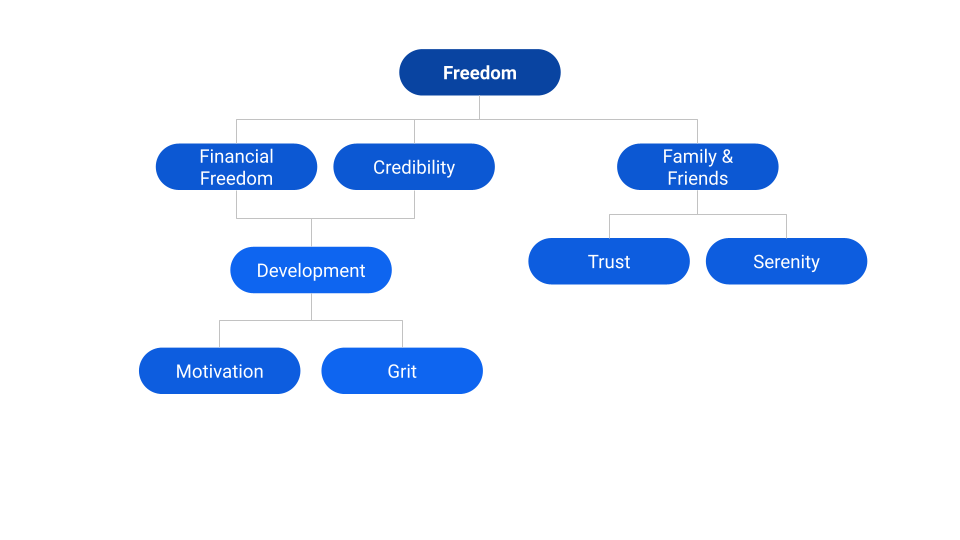 Freedom
Financial
Freedom
Credibility
Family &
Friends
Development
Trust
Serenity
Motivation
Grit